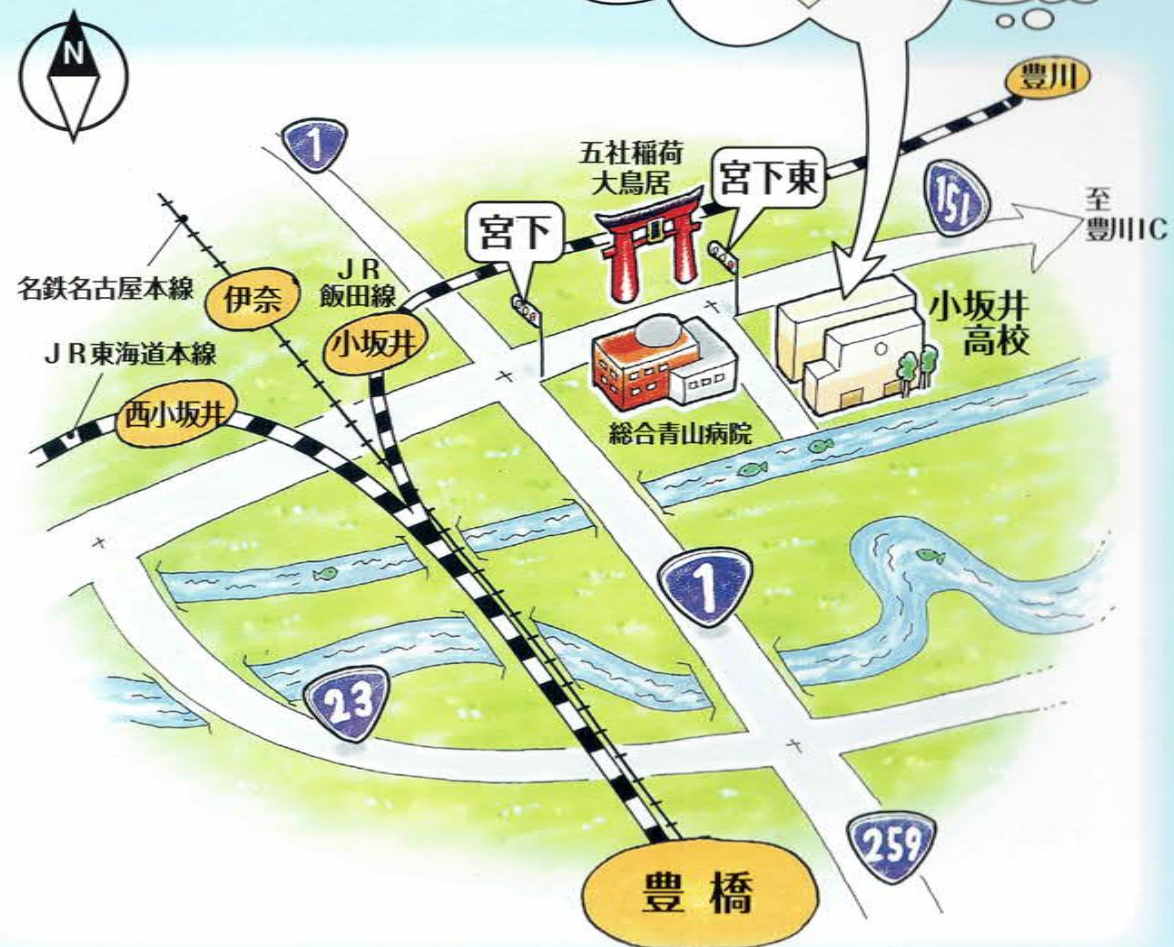 N
豊川
1
五社稲荷
大鳥居
宮下東
151
至
豊川IC
宮下
名鉄名古屋本線
伊奈
JR
飯田線
小坂井
小坂井
高校
JR東海道本線
西小坂井
総合青山病院
1
23
259
豊橋